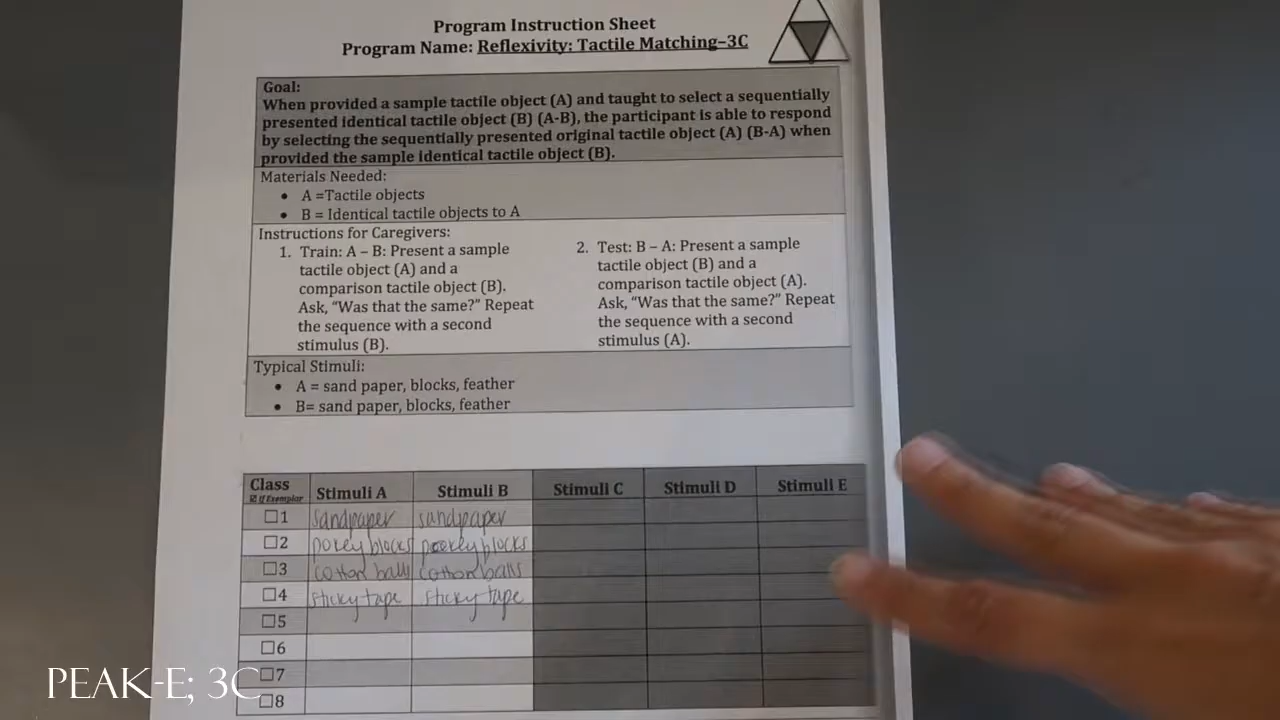 Program Instruction Sheet
Program Name: Reflexivity: Tactile Matching–3C
Goal:
When provided a sample tactile object (A) and taught to select a sequentially
presented identical tactile object (B) (A-B), the participant is able to respond
by selecting the sequentially presented original tactile object (A) (B-A) when
provided the sample identical tactile object (B).
Materials Needed:
• A =Tactile objects
• B = Identical tactile objects to A
Instructions for Caregivers:
1. Train: A – B: Present a sample
tactile object (A) and a
comparison tactile object (B).
Ask, “Was that the same?” Repeat
the sequence with a second
stimulus (B).
2. Test: B – A: Present a sample
tactile object (B) and a
comparison tactile object (A).
Ask, “Was that the same?” Repeat
the sequence with a second
stimulus (A).
Typical Stimuli:
• A = sand paper, blocks, feather
• B= sand paper, blocks, feather
Class Stimuli A Stimuli B Stimuli C Stimuli D Stimuli E
☑ If Exemplar
☐1 sandpaper sandpaper
☐2 pokey blocks pokey blocks
☐3 cotton balls cotton balls
☐4 sticky tape sticky tape
☐5
☐6
☐7
☐8
PEAK-E; 3C